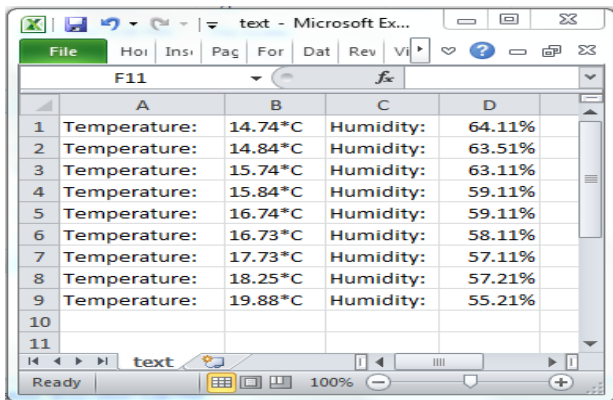 text - Microsoft Ex...
File Hor Inse Pag For Dat Rev Vi
F11 fx
A B C D
1 Temperature: 14.74*C Humidity: 64.11%
2 Temperature: 14.84*C Humidity: 63.51%
3 Temperature: 15.74*C Humidity: 63.11%
4 Temperature: 15.84*C Humidity: 59.11%
5 Temperature: 16.74*C Humidity: 59.11%
6 Temperature: 16.73*C Humidity: 58.11%
7 Temperature: 17.73*C Humidity: 57.11%
8 Temperature: 18.25*C Humidity: 57.21%
9 Temperature: 19.88*C Humidity: 55.21%
10
11
text
Ready 100%